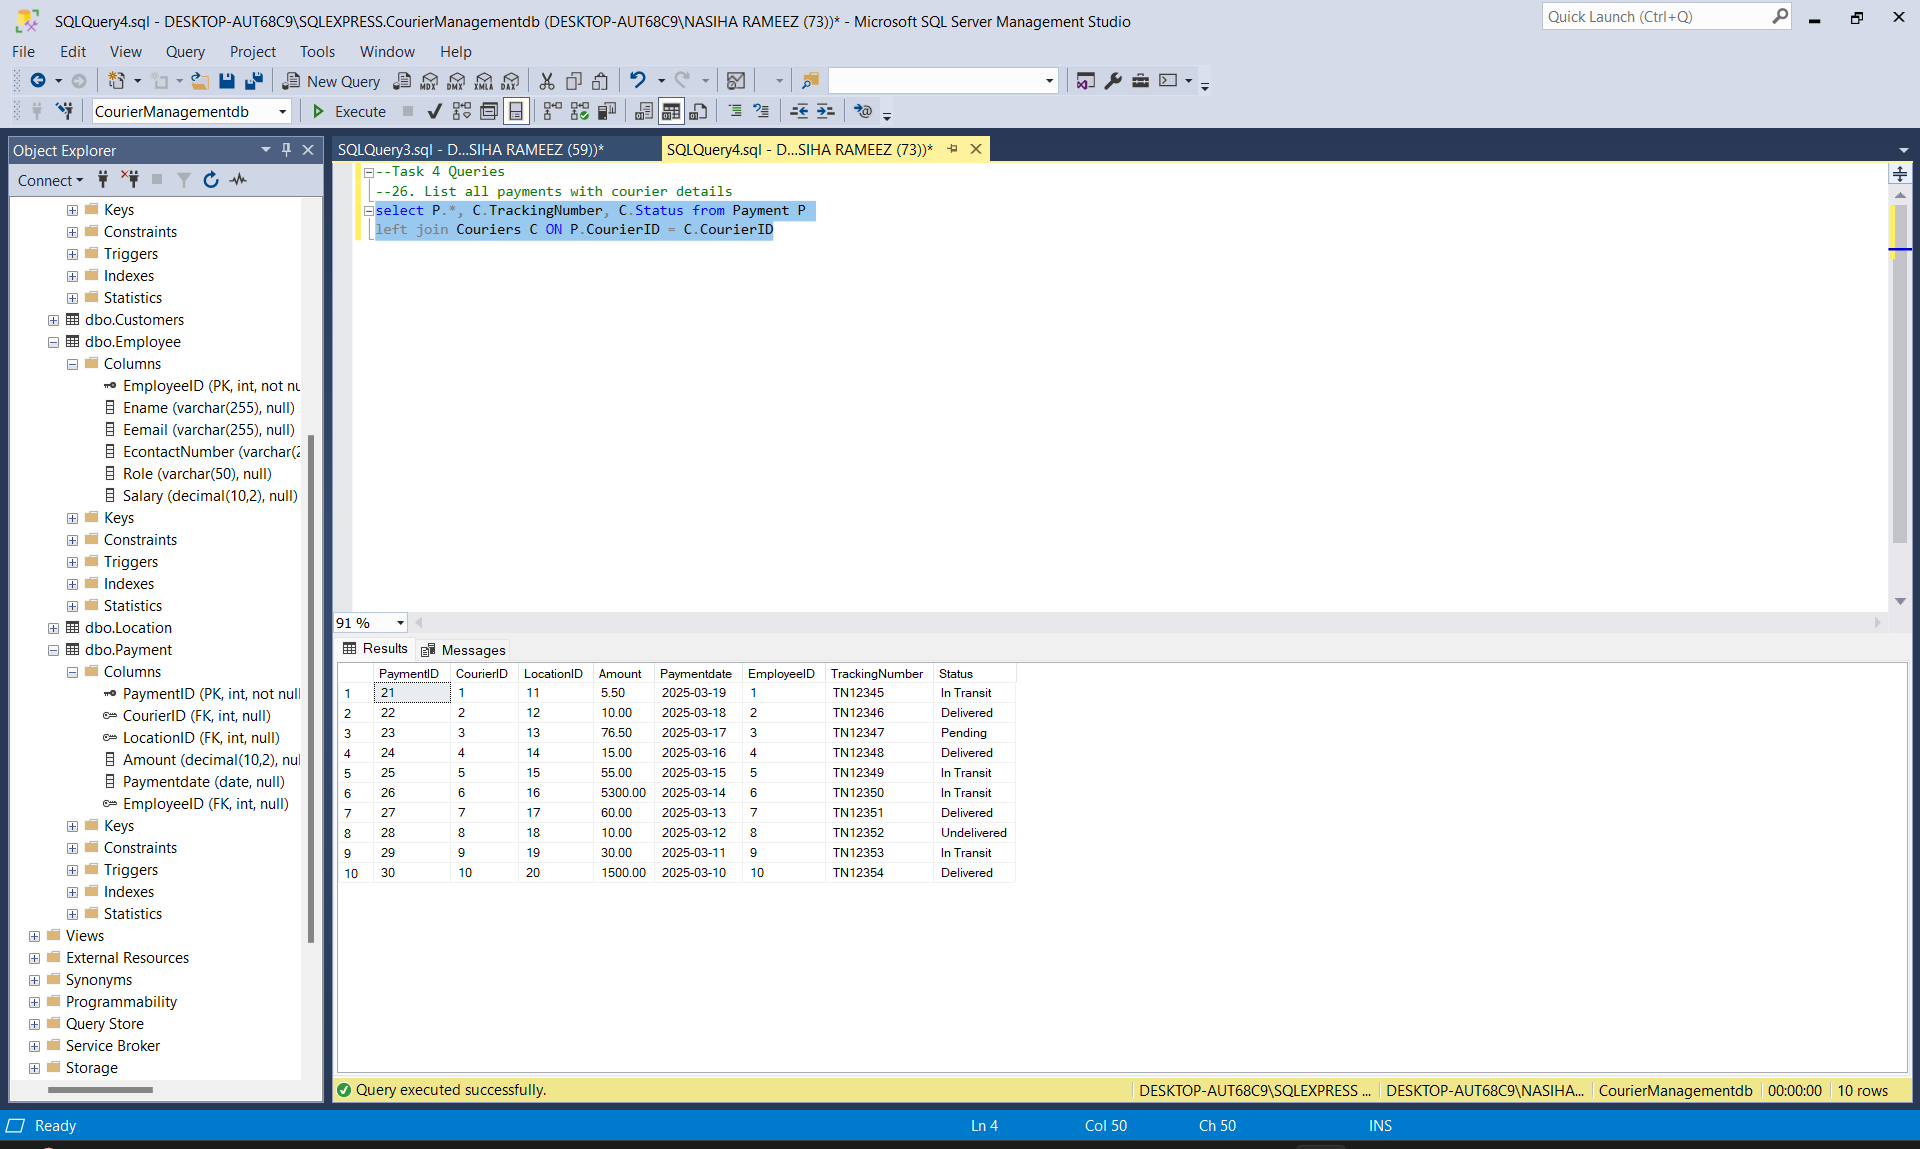 SQLQuery4.sql - DESKTOP-AUT68C9\SQLEXPRESS.CourierManagementdb (DESKTOP-AUT68C9\NASIHA RAMEEZ (73))* - Microsoft SQL Server Management Studio
Quick Launch (Ctrl+Q)
File Edit View Query Project Tools Window Help
New Query MDX DMX XMLA DAX
CourierManagementdb Execute
Object Explorer
SQLQuery3.sql - D...SIHA RAMEEZ (59))*
SQLQuery4.sql - D...SIHA RAMEEZ (73))*
Connect
Keys
Constraints
Triggers
Indexes
Statistics
dbo.Customers
dbo.Employee
Columns
EmployeeID (PK, int, not nu
Ename (varchar(255), null)
Eemail (varchar(255), null)
EcontactNumber (varchar(2
Role (varchar(50), null)
Salary (decimal(10,2), null)
Keys
Constraints
Triggers
Indexes
Statistics
dbo.Location
dbo.Payment
Columns
PaymentID (PK, int, not null
CourierID (FK, int, null)
LocationID (FK, int, null)
Amount (decimal(10,2), nul
Paymentdate (date, null)
EmployeeID (FK, int, null)
Keys
Constraints
Triggers
Indexes
Statistics
Views
External Resources
Synonyms
Programmability
Query Store
Service Broker
Storage
--Task 4 Queries
--26. List all payments with courier details
select P.*, C.TrackingNumber, C.Status from Payment P
left join Couriers C ON P.CourierID = C.CourierID
91 %
Results Messages
PaymentID CourierID LocationID Amount Paymentdate EmployeeID TrackingNumber Status
1 21 1 11 5.50 2025-03-19 1 TN12345 In Transit
2 22 2 12 10.00 2025-03-18 2 TN12346 Delivered
3 23 3 13 76.50 2025-03-17 3 TN12347 Pending
4 24 4 14 15.00 2025-03-16 4 TN12348 Delivered
5 25 5 15 55.00 2025-03-15 5 TN12349 In Transit
6 26 6 16 5300.00 2025-03-14 6 TN12350 In Transit
7 27 7 17 60.00 2025-03-13 7 TN12351 Delivered
8 28 8 18 10.00 2025-03-12 8 TN12352 Undelivered
9 29 9 19 30.00 2025-03-11 9 TN12353 In Transit
10 30 10 20 1500.00 2025-03-10 10 TN12354 Delivered
Query executed successfully.
DESKTOP-AUT68C9\SQLEXPRESS ... DESKTOP-AUT68C9\NASIHA... CourierManagementdb 00:00:00 10 rows
Ready Ln 4 Col 50 Ch 50 INS